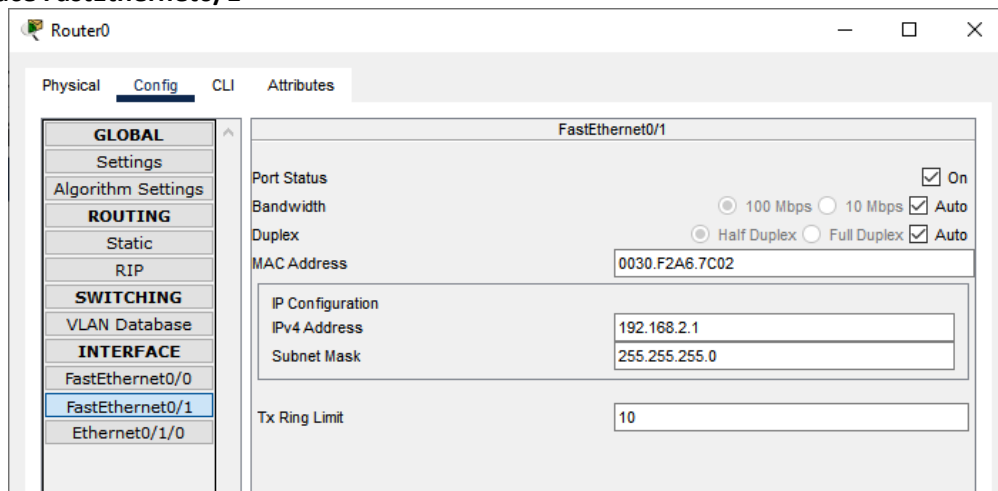 Router0
Physical Config CLI Attributes
GLOBAL
Settings
Algorithm Settings
ROUTING
Static
RIP
SWITCHING
VLAN Database
INTERFACE
FastEthernet0/0
FastEthernet0/1
Ethernet0/1/0
FastEthernet0/1
Port Status On
Bandwidth 100 Mbps 10 Mbps Auto
Duplex Half Duplex Full Duplex Auto
MAC Address 0030.F2A6.7C02
IP Configuration
IPv4 Address 192.168.2.1
Subnet Mask 255.255.255.0
Tx Ring Limit 10